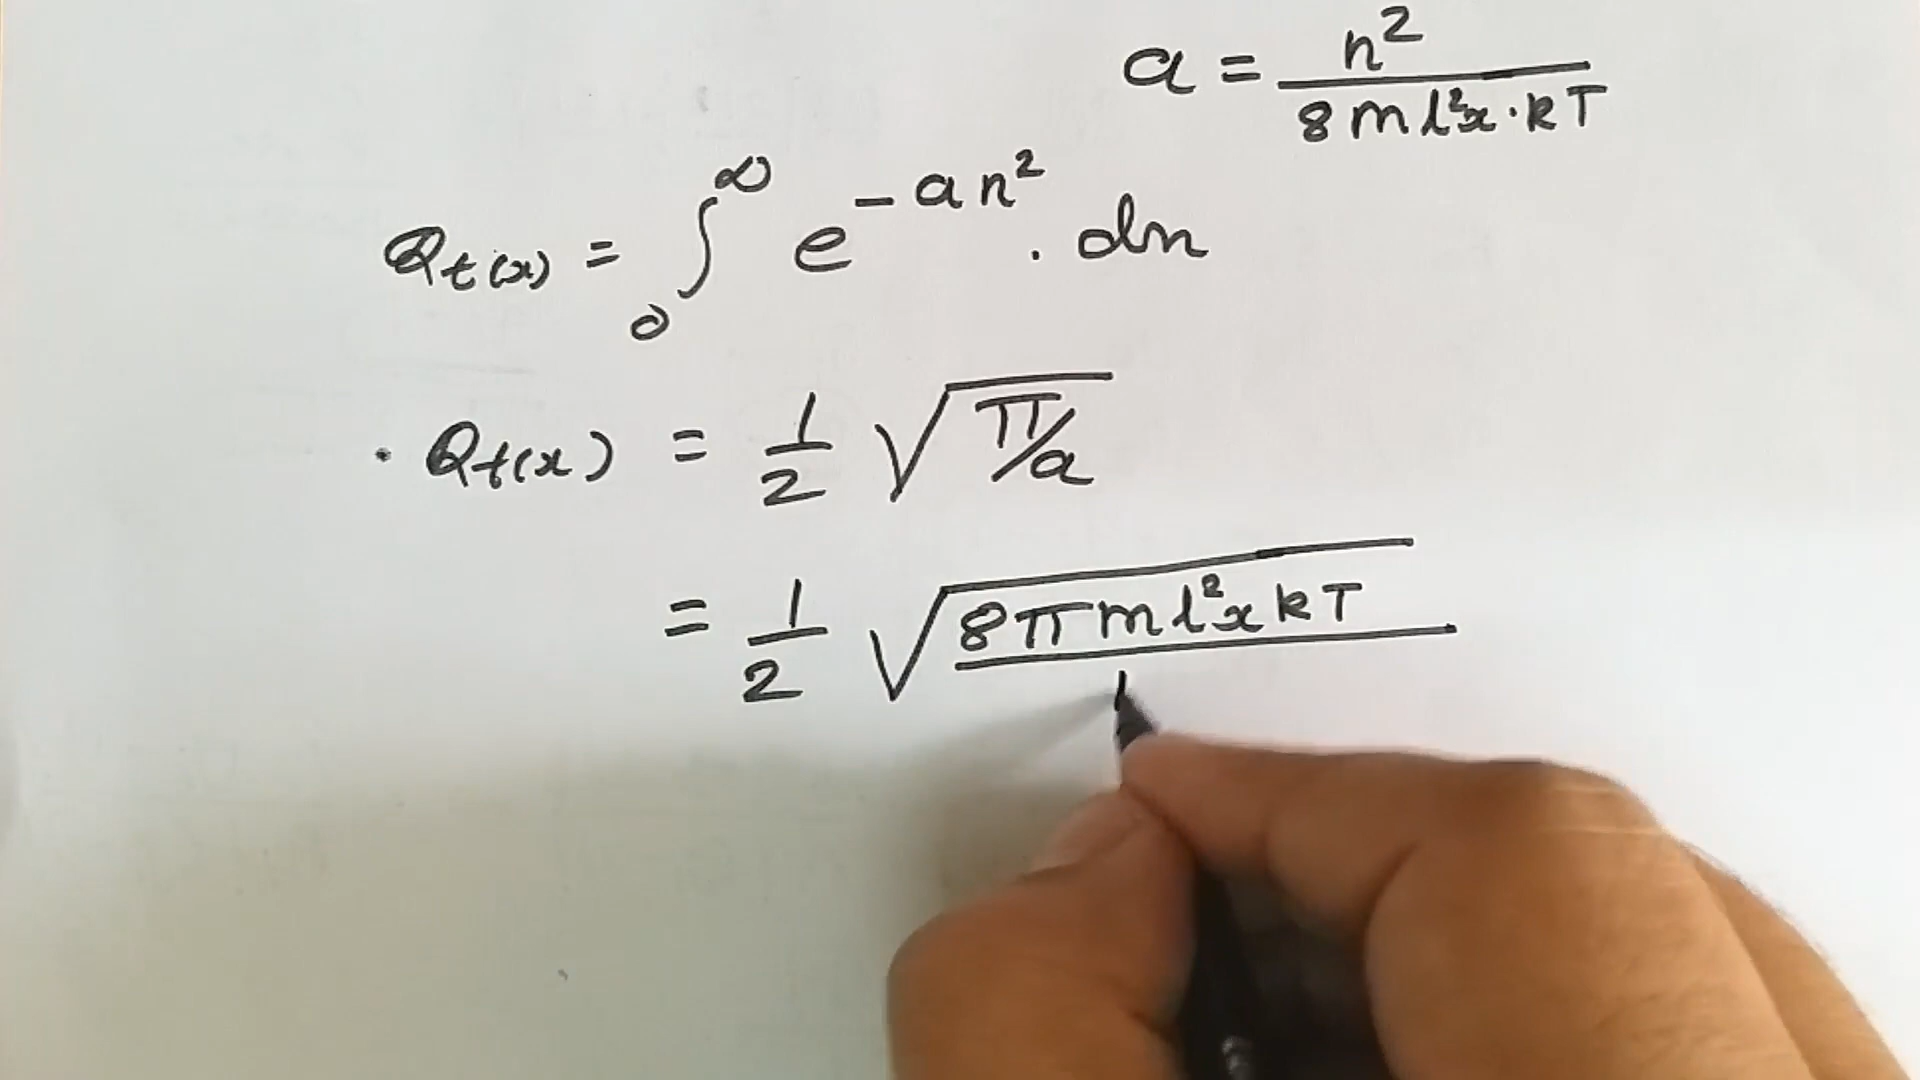 a = h² / 8ml²x·kT
Qt(x) = ∫₀^∞ e^(-an²) . dn
. Qt(x) = 1/2 √(π/a)
= 1/2 √(8πml²xkT /